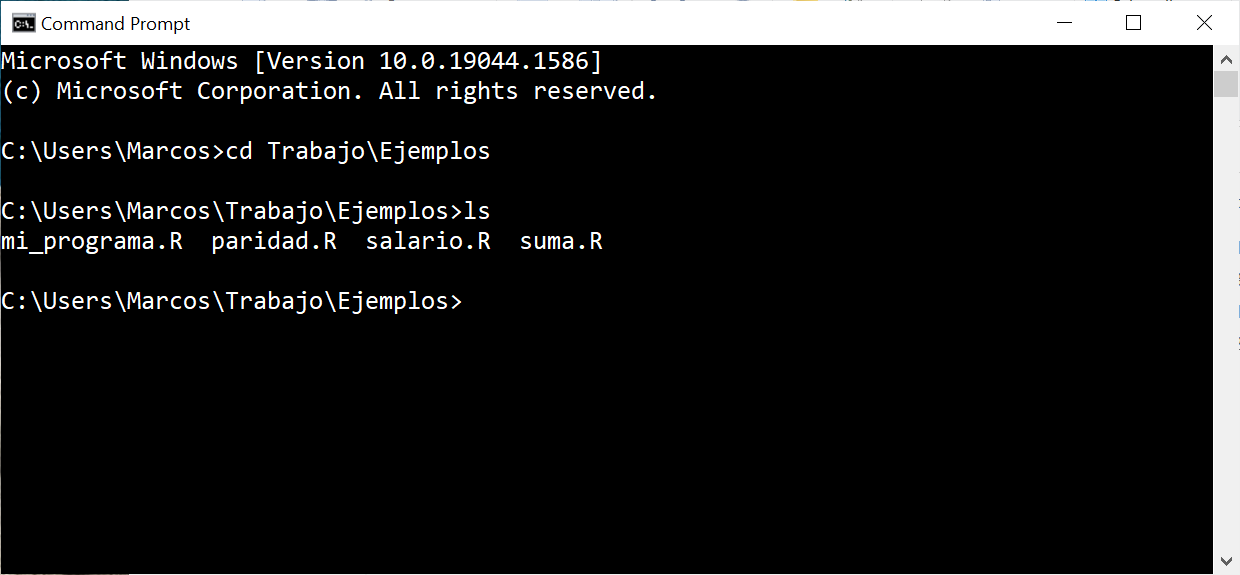 Command Prompt
Microsoft Windows [Version 10.0.19044.1586]
(c) Microsoft Corporation. All rights reserved.
C:\Users\Marcos>cd Trabajo\Ejemplos
C:\Users\Marcos\Trabajo\Ejemplos>ls
mi_programa.R  paridad.R  salario.R  suma.R
C:\Users\Marcos\Trabajo\Ejemplos>